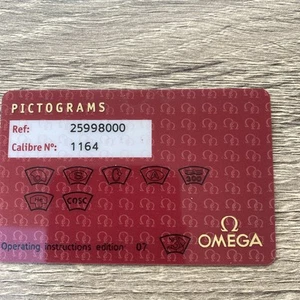 PICTOGRAMS
Ref: 25998000
Calibre Nº: 1164
COSC
Operating instructions edition 07
Ω
OMEGA